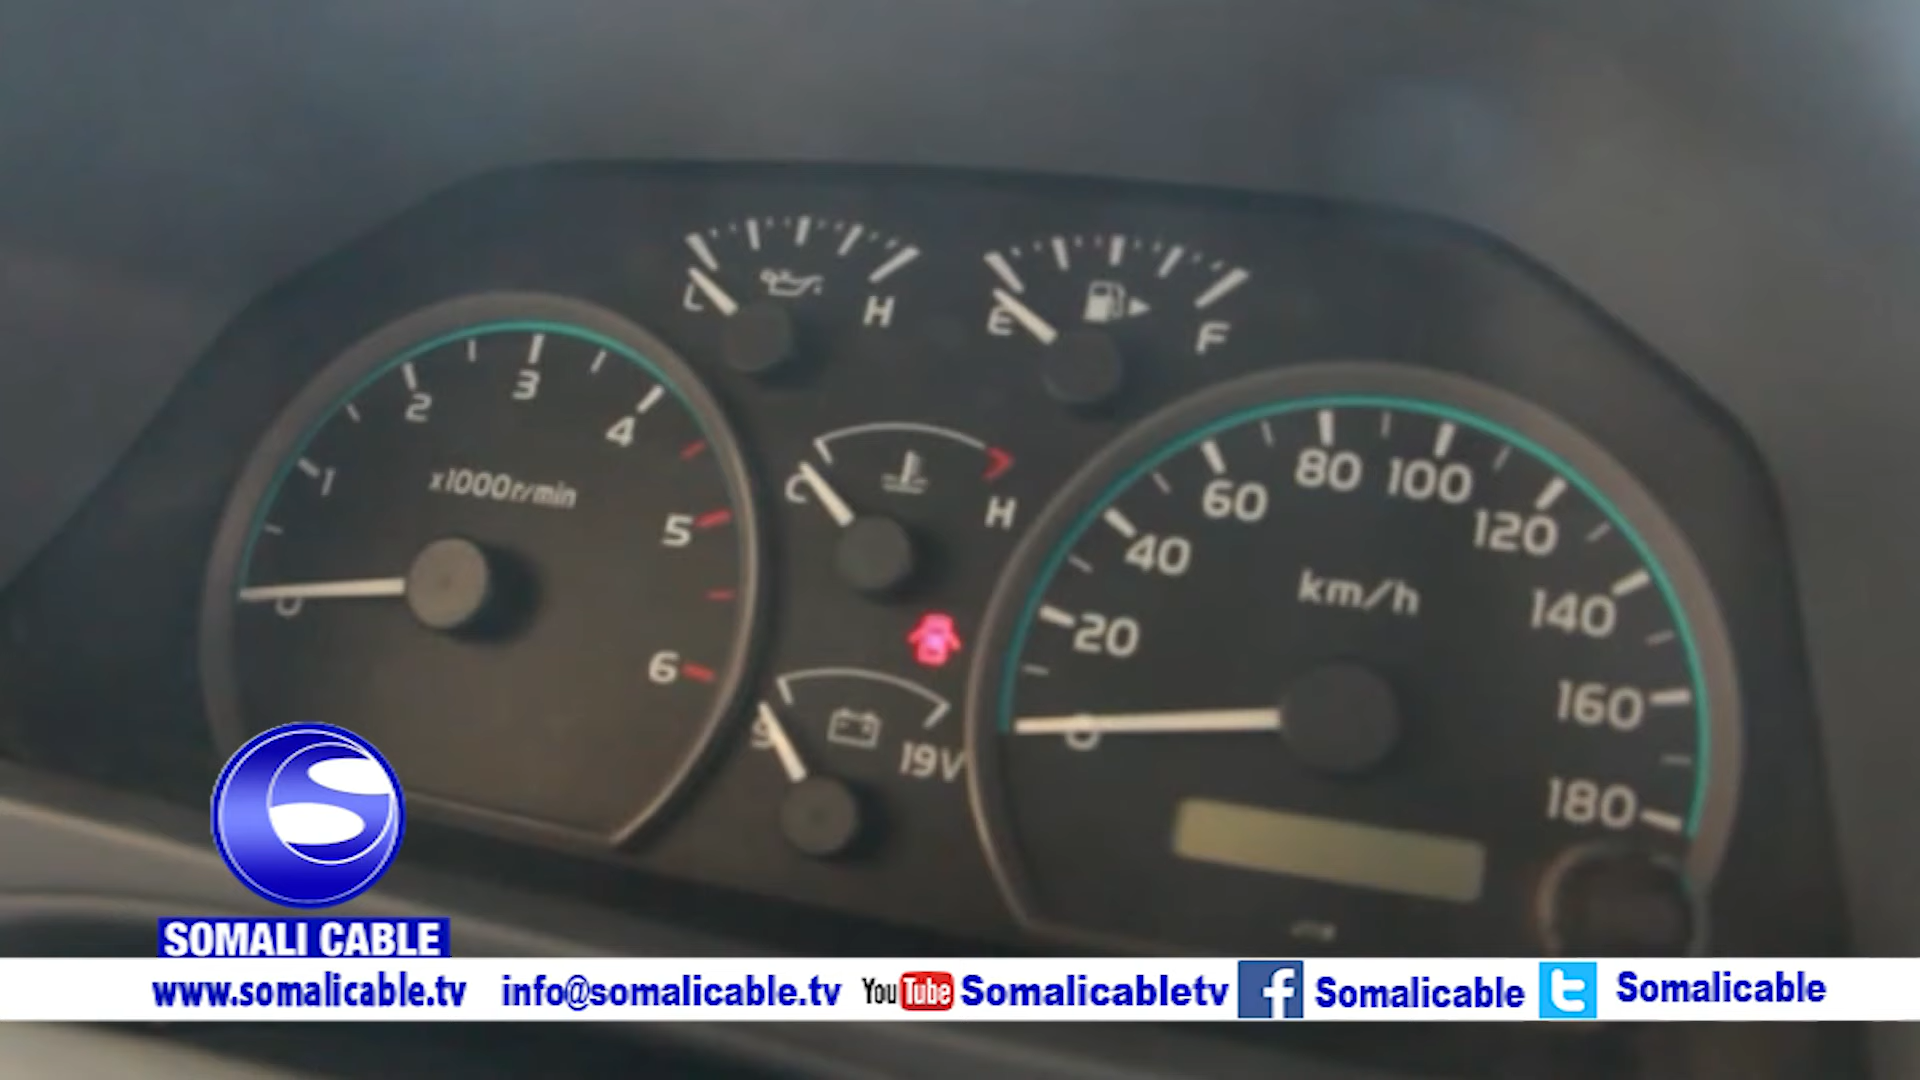 L H
E F
0 1 2 3 4 5 6
x1000r/min
C H
19V
0 20 40 60 80 100 120 140 160 180
km/h
SOMALI CABLE
www.somalicable.tv info@somalicable.tv YouTube Somalicabletv f Somalicable t Somalicable